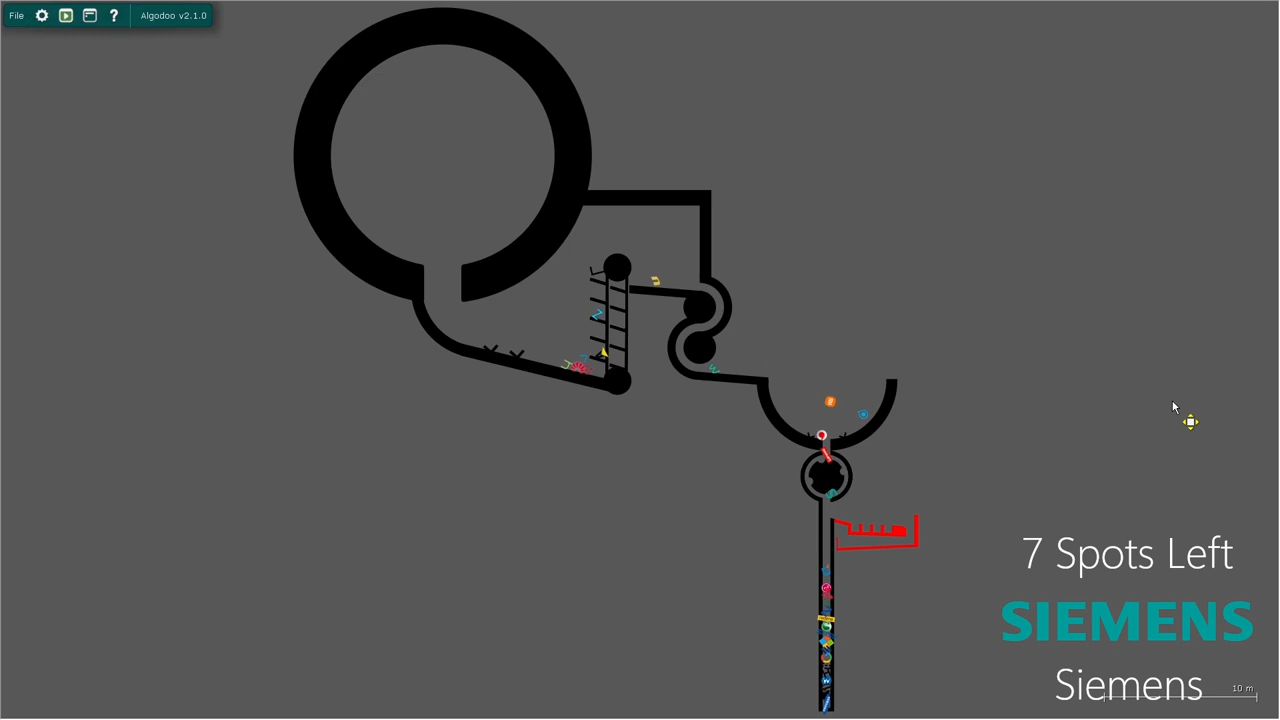 File ? Algodoo v2.1.0
7 Spots Left
SIEMENS
Siemens
10 m